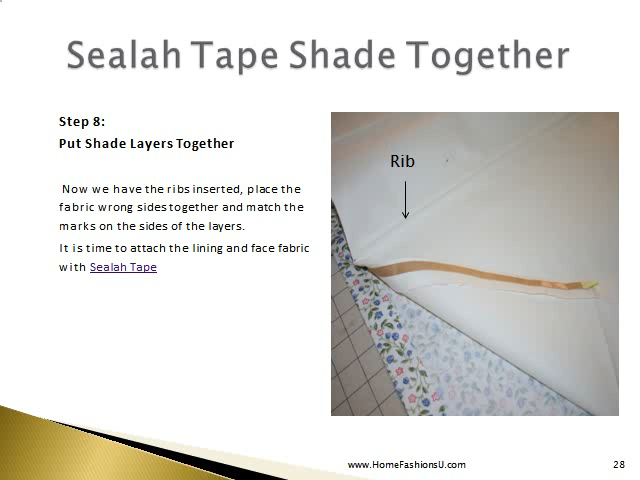 Sealah Tape Shade Together
Step 8:
Put Shade Layers Together
Now we have the ribs inserted, place the
fabric wrong sides together and match the
marks on the sides of the layers.
It is time to attach the lining and face fabric
with Sealah Tape
Rib
www.HomeFashionsU.com
28